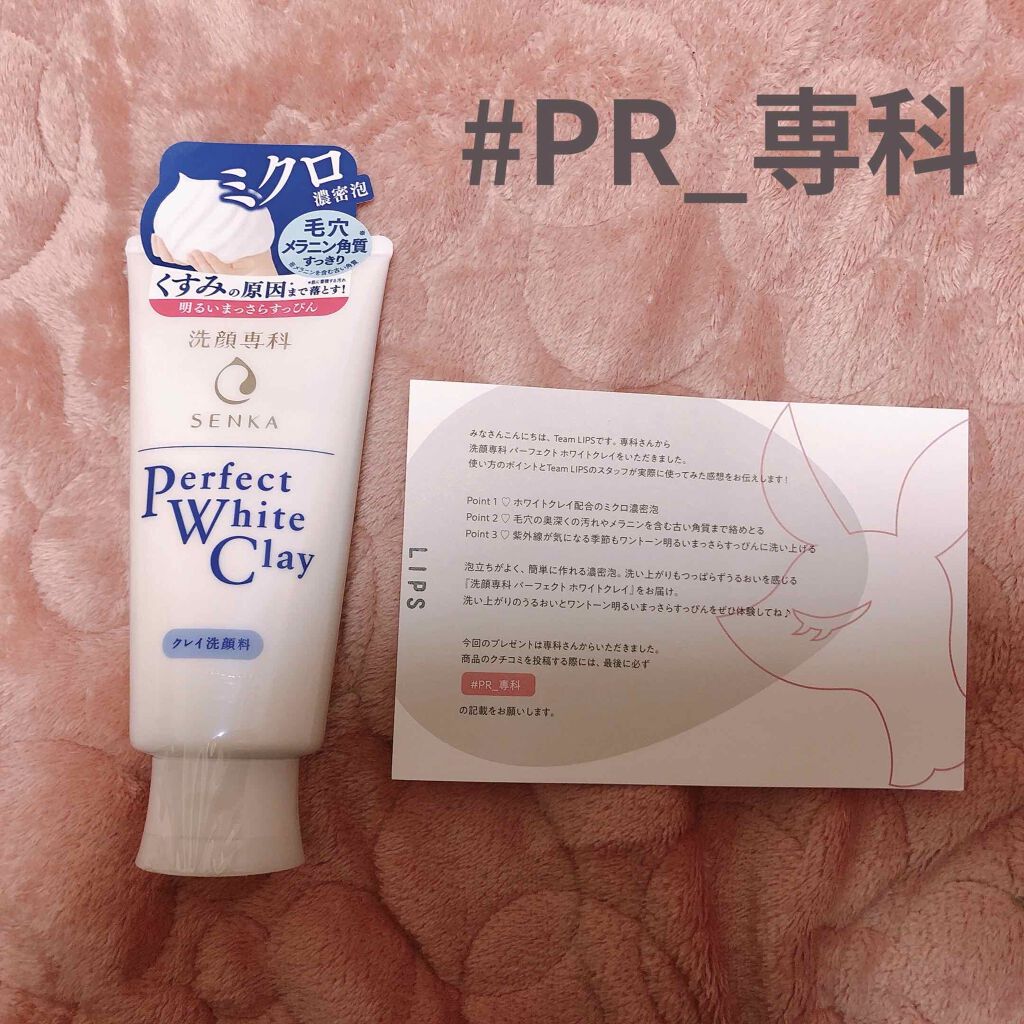 #PR_専科
ミクロ
濃密泡
毛穴
メラニン角質※
すっきり
※メラニンを含む古い角質
くすみの原因*まで落とす!
明るいまっさらすっぴん
洗顔専科
SENKA
Perfect
White
Clay
クレイ洗顔料
LIPS
みなさんこんにちは、Team LIPSです。専科さんから
洗顔専科 パーフェクト ホワイトクレイをいただきました。
使い方のポイントとTeam LIPSのスタッフが実際に使ってみた感想をお伝えします!
Point 1 ♡ ホワイトクレイ配合のミクロ濃密泡
Point 2 ♡ 毛穴の奥深くの汚れやメラニンを含む古い角質まで絡めとる
Point 3 ♡ 紫外線が気になる季節もワントーン明るいまっさらすっぴんに洗い上げる
泡立ちがよく、簡単に作れる濃密泡。洗い上がりもつっぱらずうるおいを感じる
『洗顔専科 パーフェクト ホワイトクレイ』をお届け。
洗い上がりのうるおいとワントーン明るいまっさらすっぴんをぜひ体験してね♪
今回のプレゼントは専科さんからいただきました。
商品のクチコミを投稿する際には、最後に必ず
#PR_専科
の記載をお願いします。